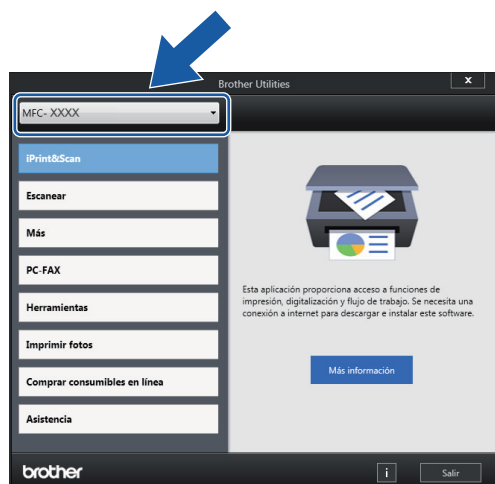 Brother Utilities
x
MFC- XXXX
iPrint&Scan
Escanear
Más
PC-FAX
Herramientas
Imprimir fotos
Comprar consumibles en línea
Asistencia
Esta aplicación proporciona acceso a funciones de
impresión, digitalización y flujo de trabajo. Se necesita una
conexión a internet para descargar e instalar este software.
Más información
brother
i
Salir